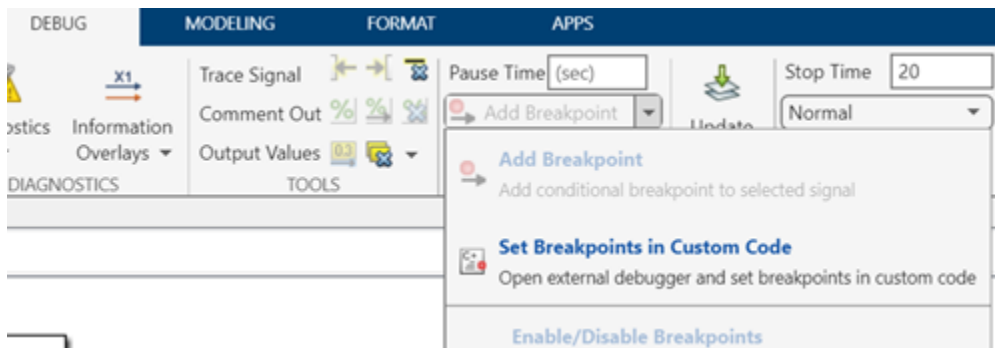 DEBUG MODELING FORMAT APPS
Trace Signal
Comment Out
Output Values
TOOLS
Information
Overlays
DIAGNOSTICS
Pause Time (sec)
Add Breakpoint
Update
Stop Time 20
Normal
Add Breakpoint
Add conditional breakpoint to selected signal
Set Breakpoints in Custom Code
Open external debugger and set breakpoints in custom code
Enable/Disable Breakpoints